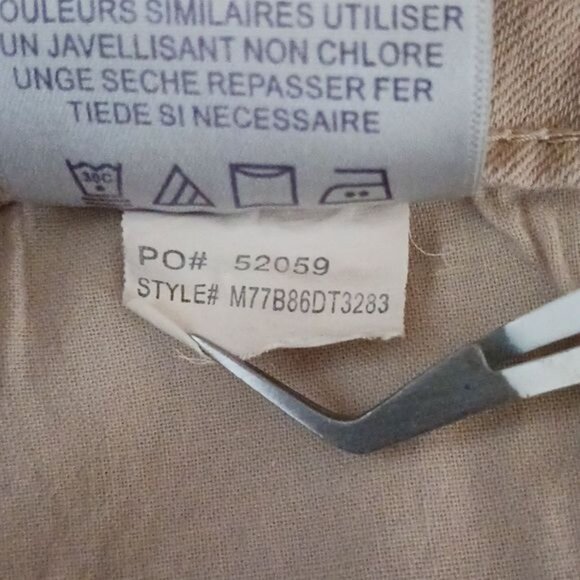 OULEURS SIMILAIRES UTILISER
UN JAVELLISANT NON CHLORE
UNGE SECHE REPASSER FER
TIEDE SI NECESSAIRE
30C
PO# 52059
STYLE# M77B86DT3283